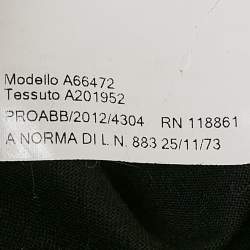 Modello A66472
Tessuto A201952
PROABB/2012/4304 RN 118861
A NORMA DI L. N. 883 25/11/73